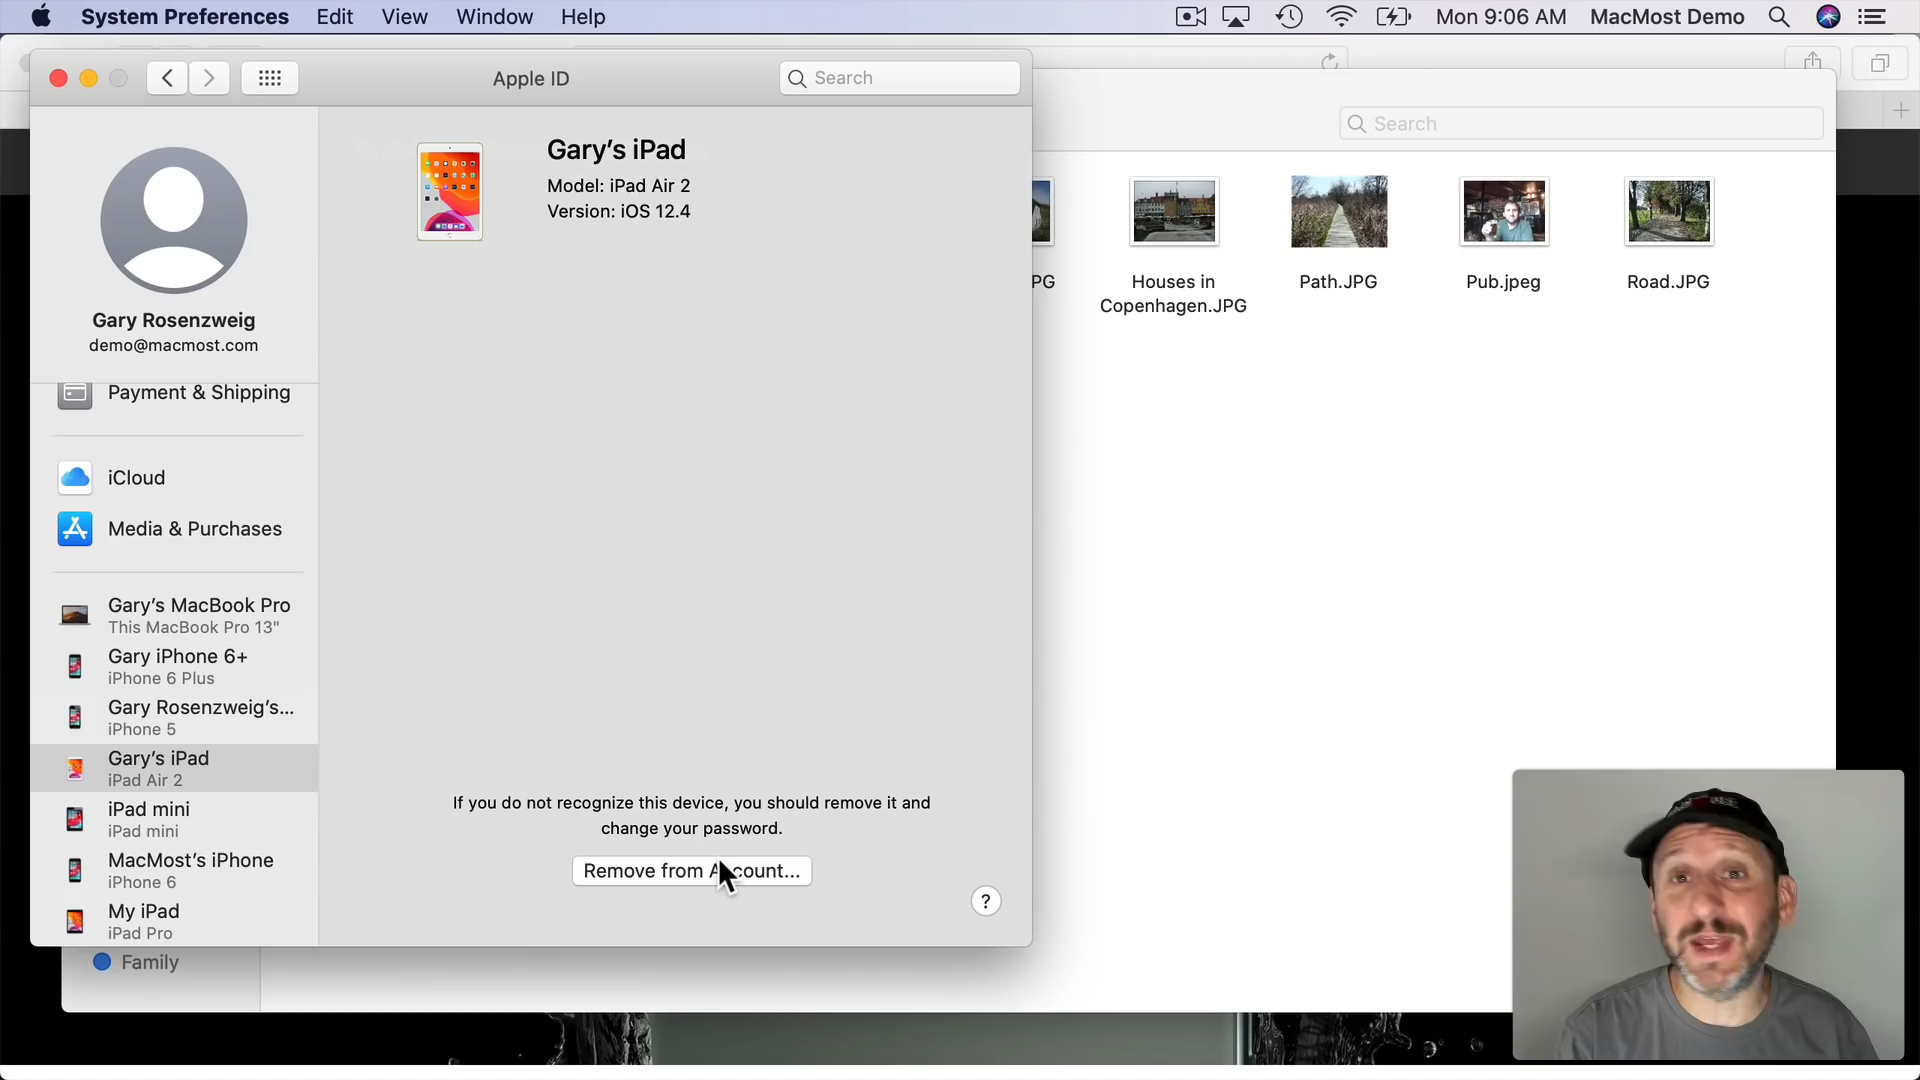 System Preferences Edit View Window Help
Mon 9:06 AM MacMost Demo
Apple ID
Search
Search
Gary Rosenzweig
demo@macmost.com
Payment & Shipping
iCloud
Media & Purchases
Gary's MacBook Pro
This MacBook Pro 13"
Gary iPhone 6+
iPhone 6 Plus
Gary Rosenzweig's...
iPhone 5
Gary's iPad
iPad Air 2
iPad mini
iPad mini
MacMost's iPhone
iPhone 6
My iPad
iPad Pro
Family
Gary's iPad
Model: iPad Air 2
Version: iOS 12.4
If you do not recognize this device, you should remove it and
change your password.
Remove from Account...
?
PG
Houses in
Copenhagen.JPG
Path.JPG
Pub.jpeg
Road.JPG